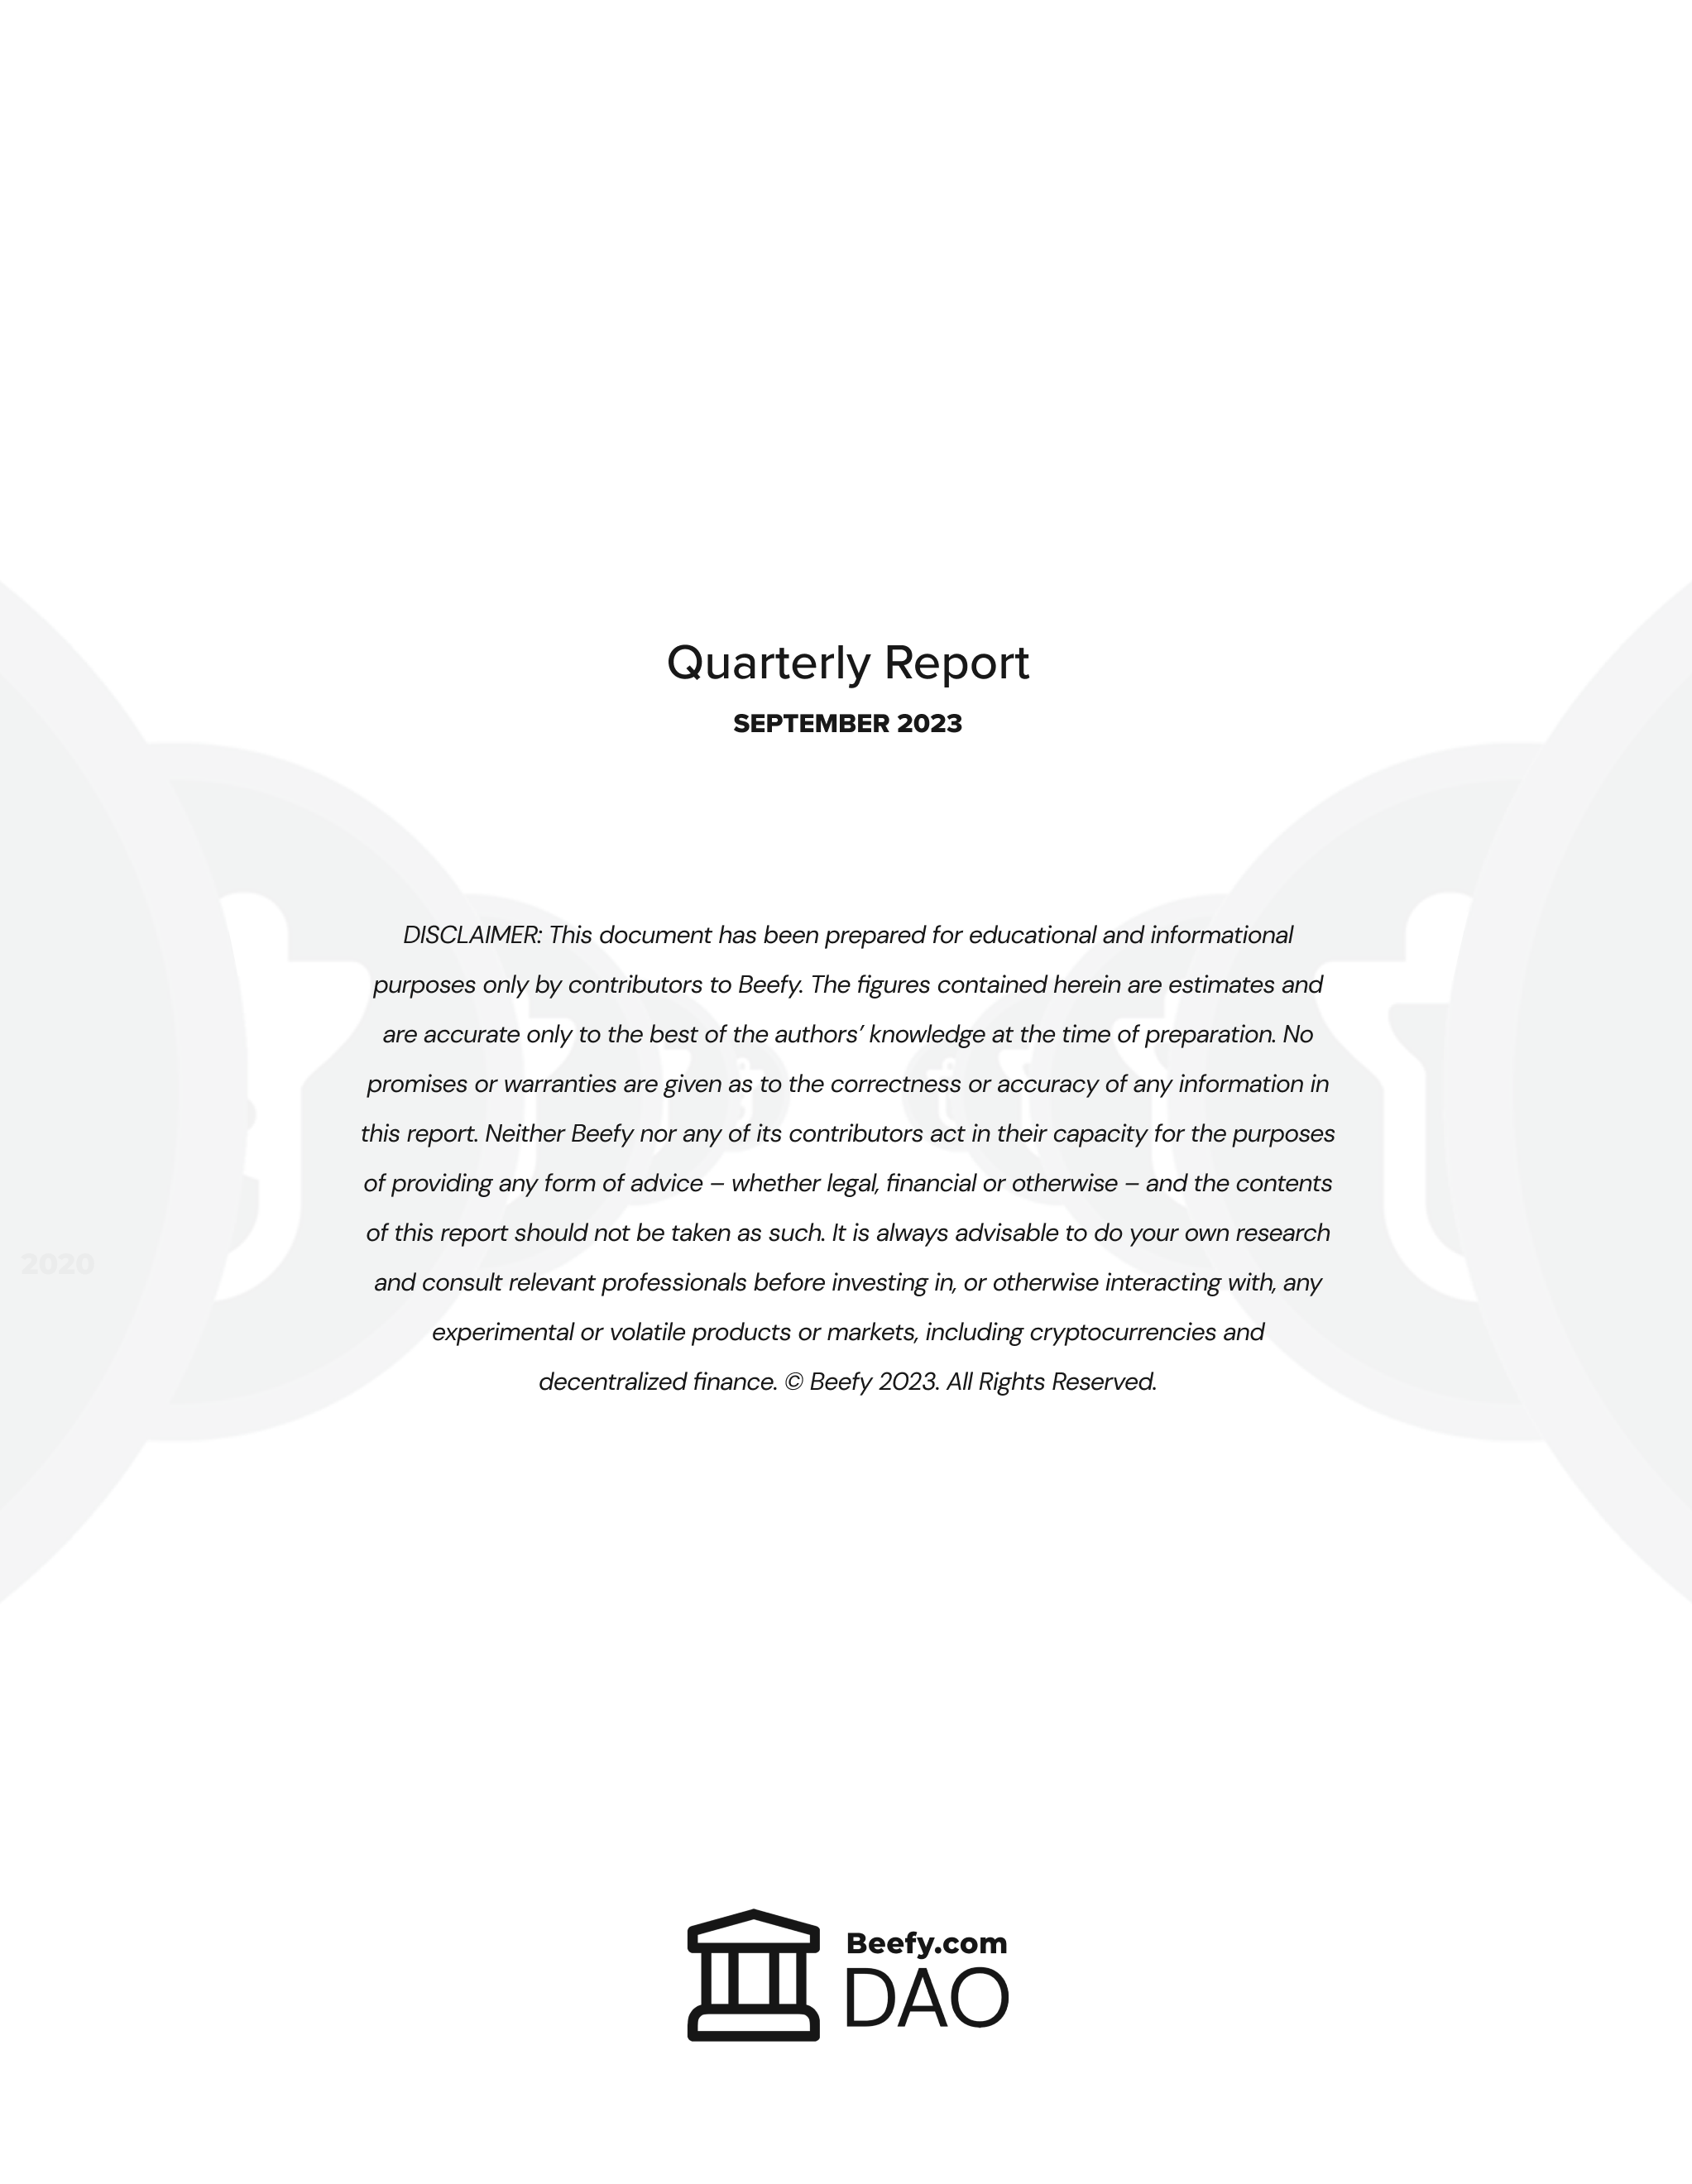 Quarterly Report
SEPTEMBER 2023
DISCLAIMER: This document has been prepared for educational and informational
purposes only by contributors to Beefy. The figures contained herein are estimates and
are accurate only to the best of the authors’ knowledge at the time of preparation. No
promises or warranties are given as to the correctness or accuracy of any information in
this report. Neither Beefy nor any of its contributors act in their capacity for the purposes
of providing any form of advice – whether legal, financial or otherwise – and the contents
of this report should not be taken as such. It is always advisable to do your own research
and consult relevant professionals before investing in, or otherwise interacting with, any
experimental or volatile products or markets, including cryptocurrencies and
decentralized finance. © Beefy 2023. All Rights Reserved.
2020
Beefy.com
DAO